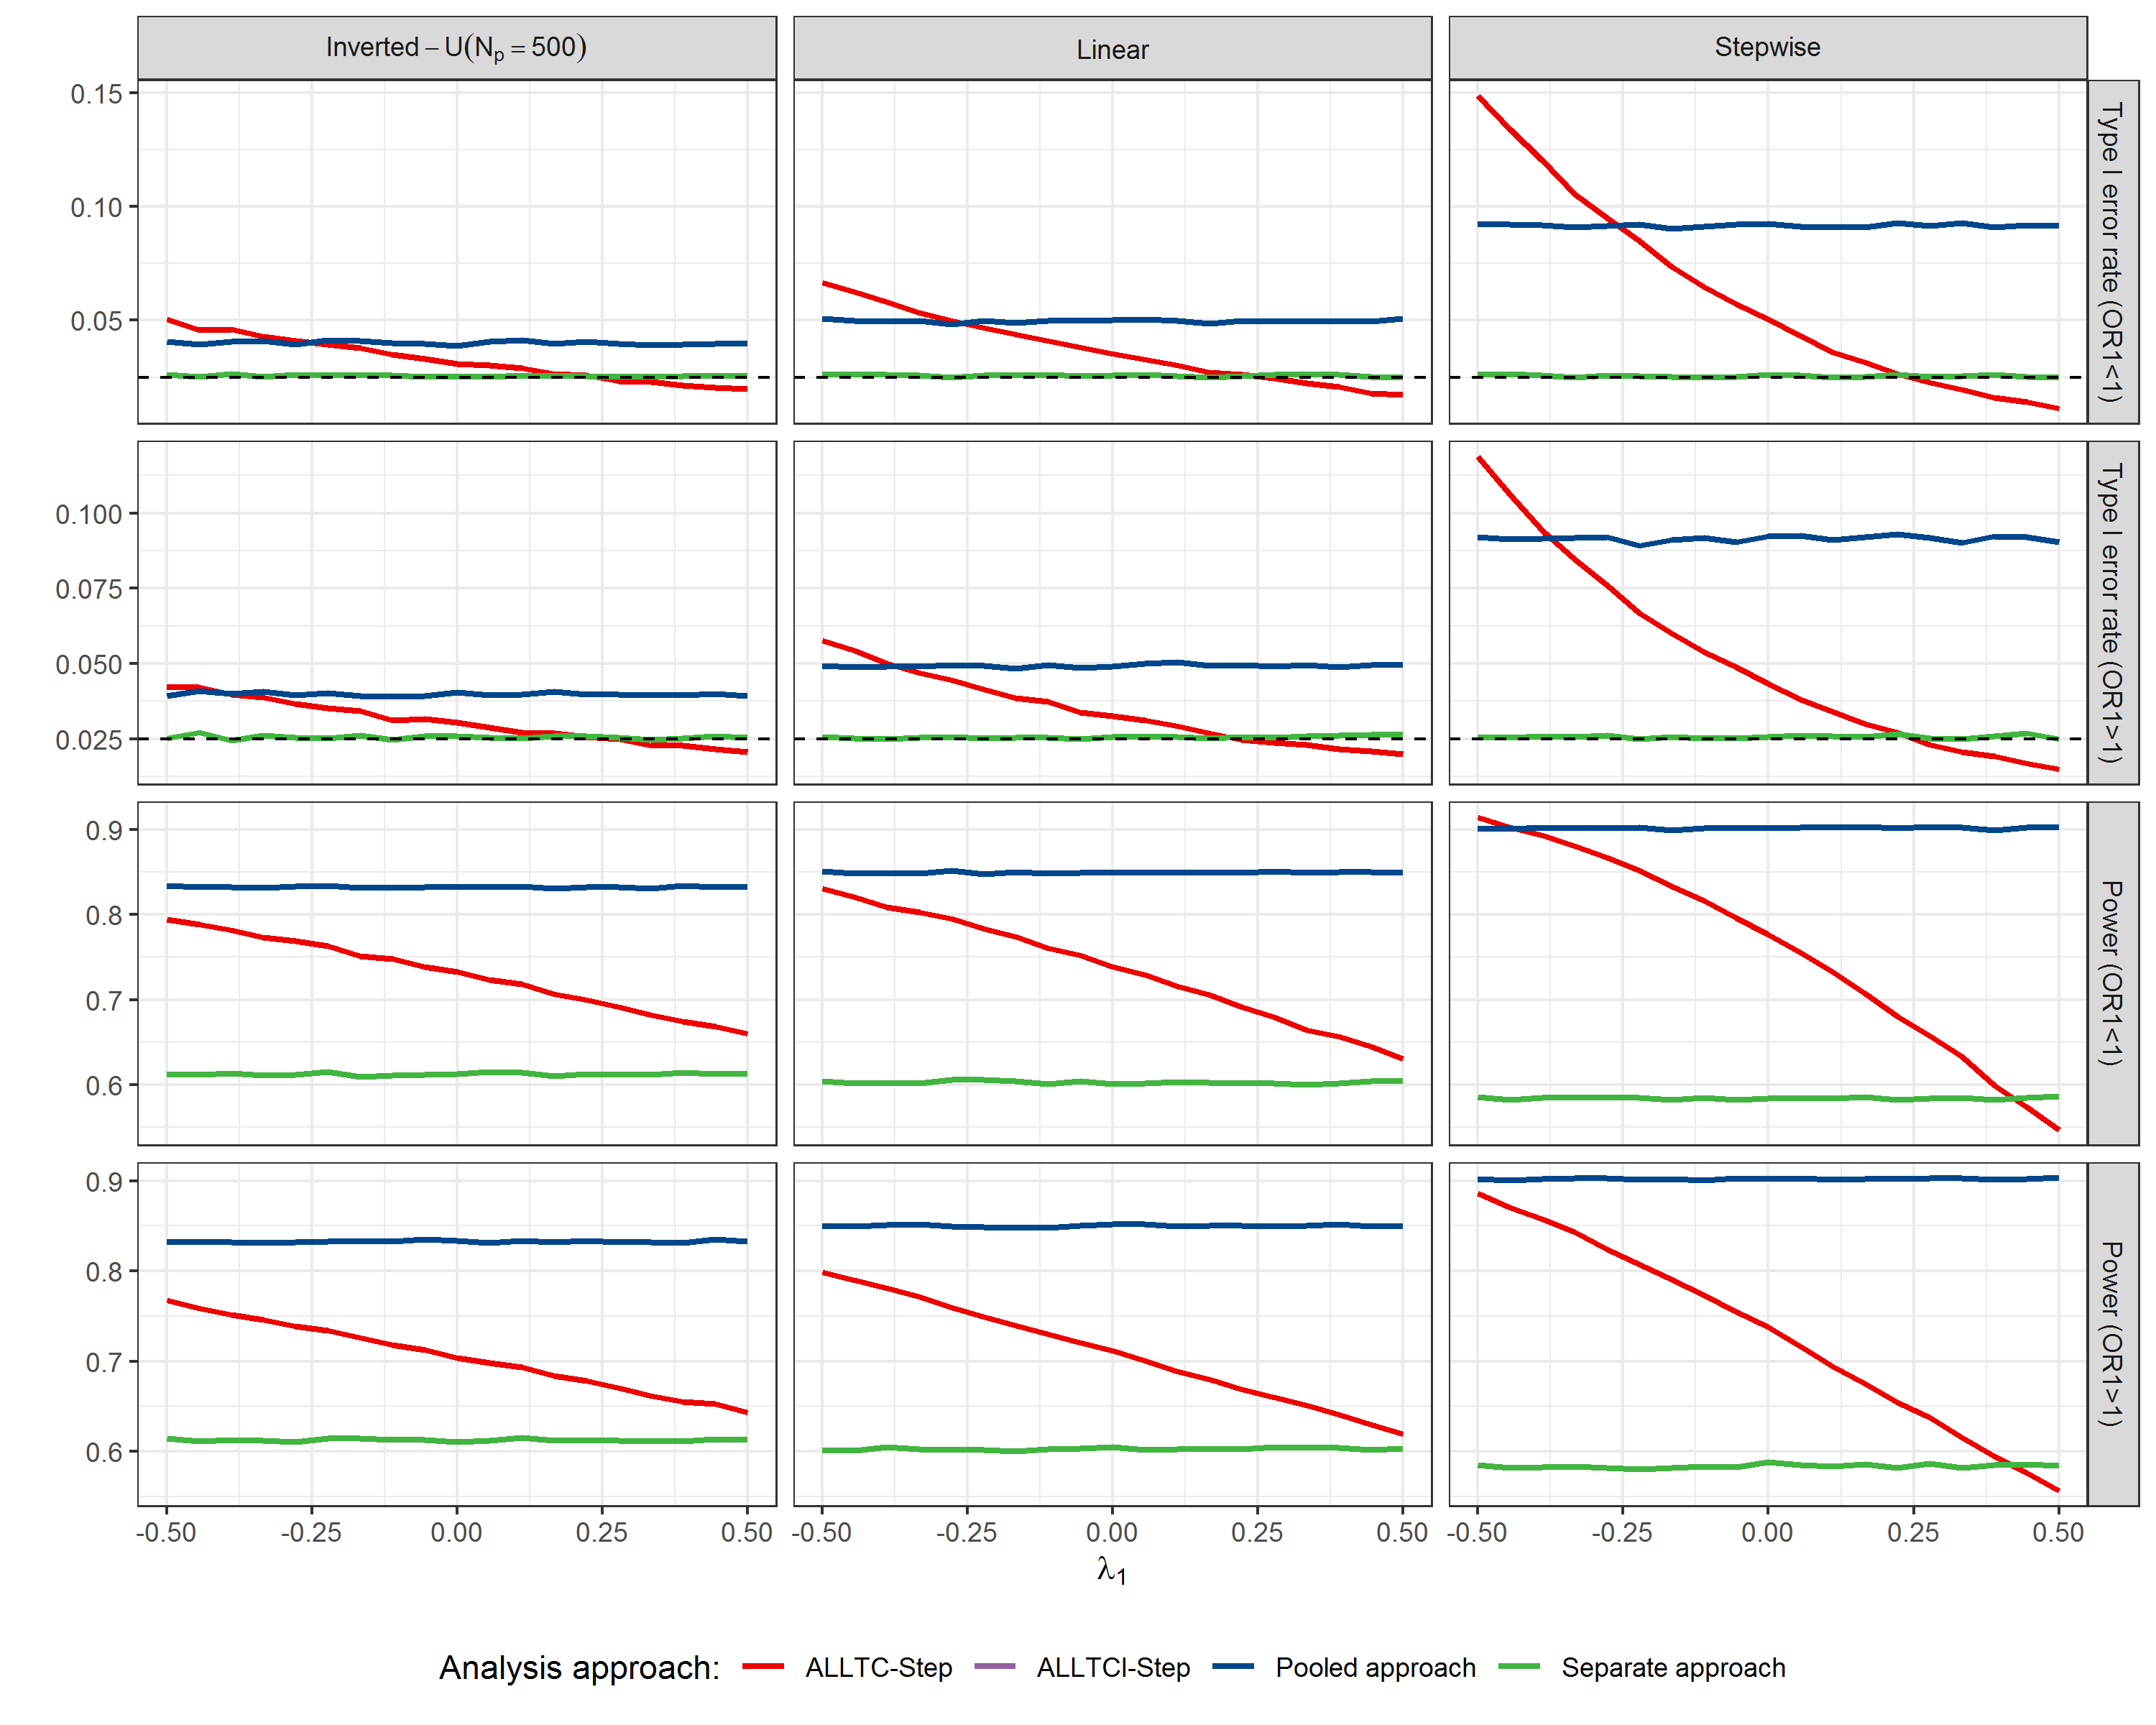 Inverted – U(Np = 500)
Linear
Stepwise
0.15
0.10
0.05
Type I error rate (OR1<1)
0.100
0.075
0.050
0.025
Type I error rate (OR1>1)
0.9
0.8
0.7
0.6
Power (OR1<1)
0.9
0.8
0.7
0.6
Power (OR1>1)
-0.50 -0.25 0.00 0.25 0.50 -0.50 -0.25 0.00 0.25 0.50 -0.50 -0.25 0.00 0.25 0.50
λ1
Analysis approach: ALLTC-Step ALLTCI-Step Pooled approach Separate approach